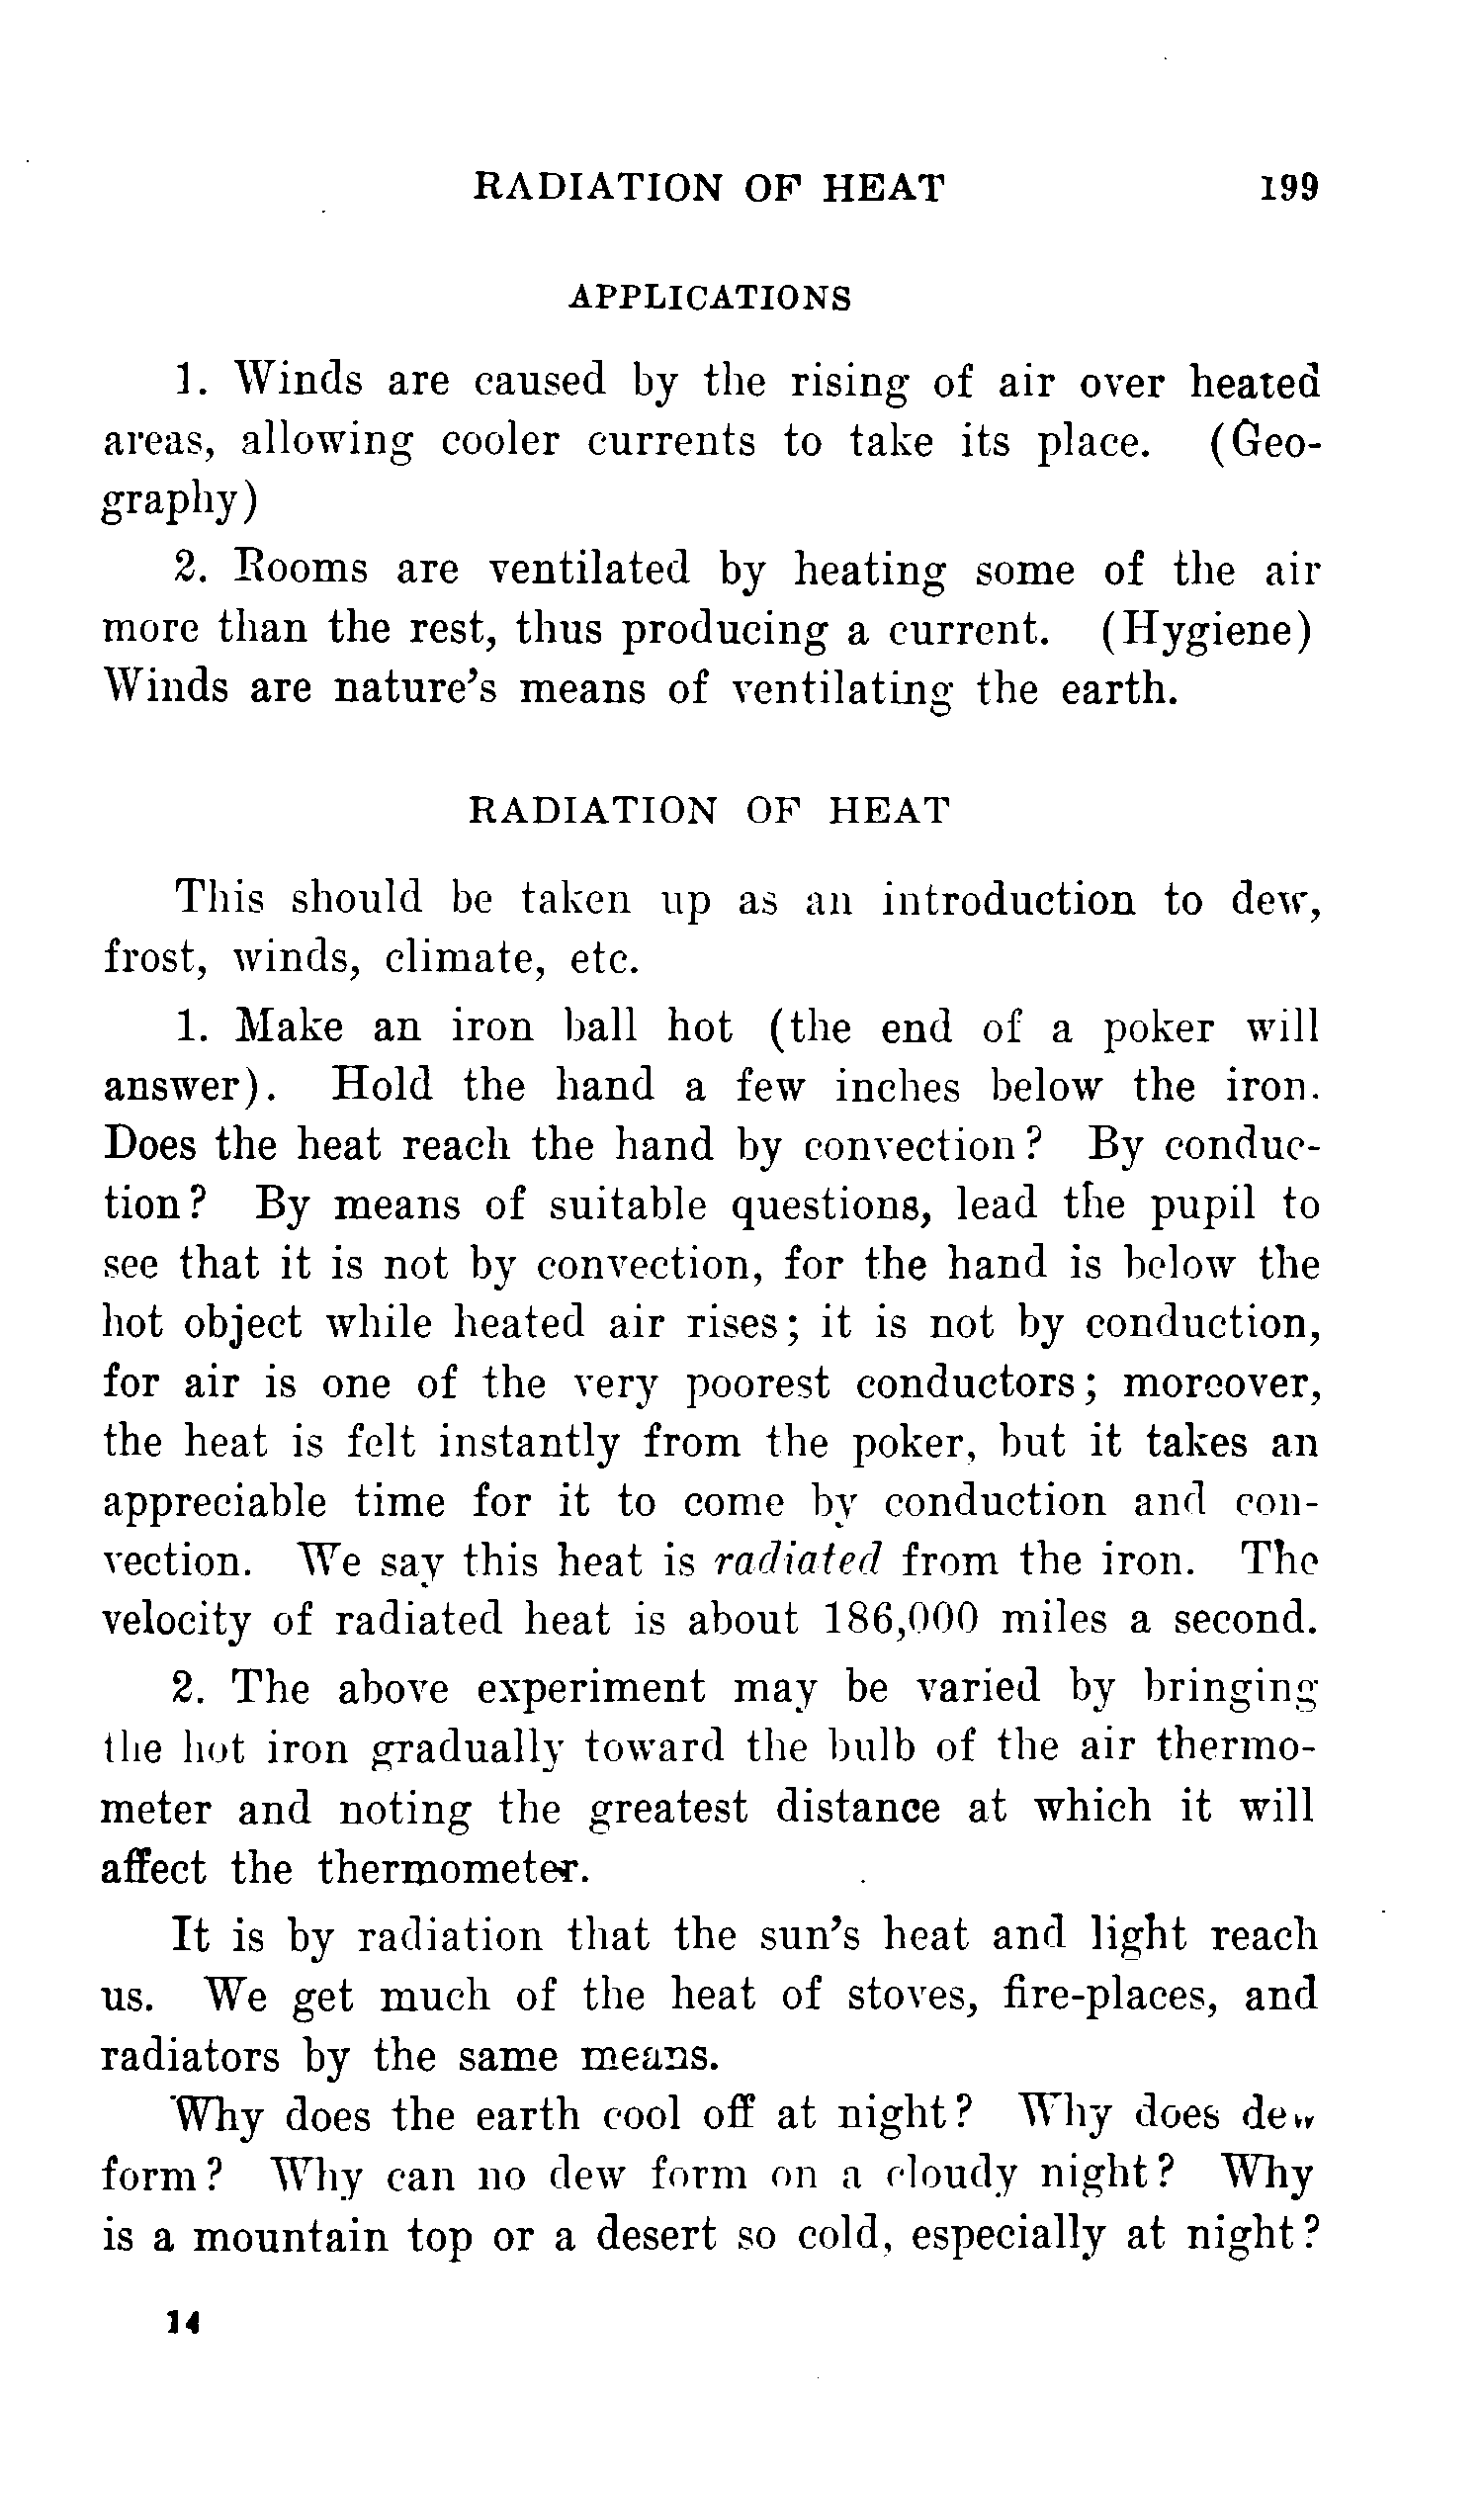 RADIATION OF HEAT 199
APPLICATIONS
1. Winds are caused by the rising of air over heated
areas, allowing cooler currents to take its place. (Geo-
graphy)
2. Rooms are ventilated by heating some of the air
more than the rest, thus producing a current. (Hygiene)
Winds are nature's means of ventilating the earth.
RADIATION OF HEAT
This should be taken up as an introduction to dew,
frost, winds, climate, etc.
1. Make an iron ball hot (the end of a poker will
answer). Hold the hand a few inches below the iron.
Does the heat reach the hand by convection? By conduc-
tion? By means of suitable questions, lead the pupil to
see that it is not by convection, for the hand is below the
hot object while heated air rises; it is not by conduction,
for air is one of the very poorest conductors; moreover,
the heat is felt instantly from the poker, but it takes an
appreciable time for it to come by conduction and con-
vection. We say this heat is radiated from the iron. The
velocity of radiated heat is about 186,000 miles a second.
2. The above experiment may be varied by bringing
the hot iron gradually toward the bulb of the air thermo-
meter and noting the greatest distance at which it will
affect the thermometer.
It is by radiation that the sun's heat and light reach
us. We get much of the heat of stoves, fire-places, and
radiators by the same means.
Why does the earth cool off at night? Why does dew
form? Why can no dew form on a cloudy night? Why
is a mountain top or a desert so cold, especially at night?
14